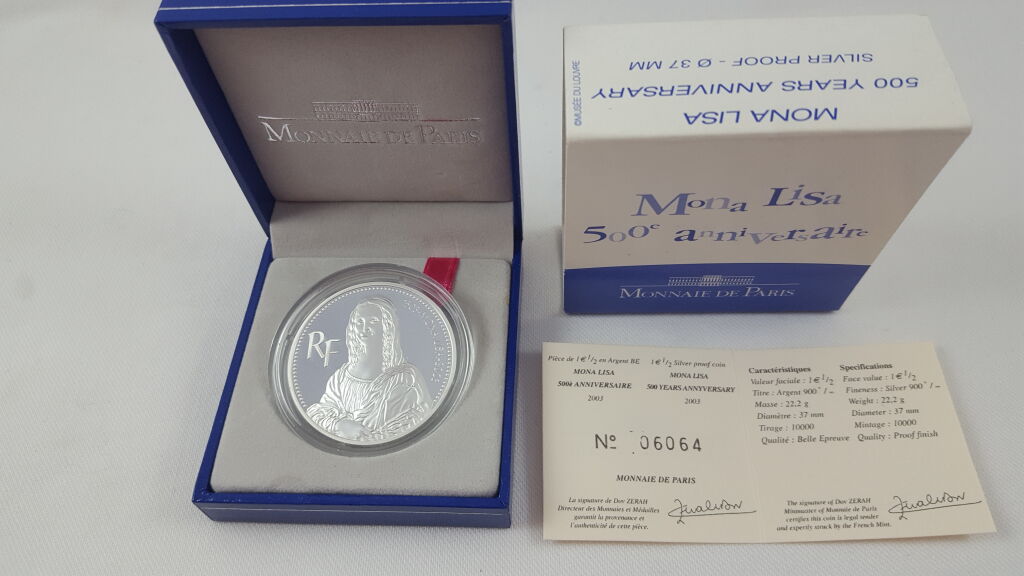 MONNAIE DE PARIS
RF
©MUSÉE DU LOUVRE
MONA LISA
500 YEARS ANNIVERSARY
SILVER PROOF - Ø 37 MM
Mona Lisa
500e anniversaire
MONNAIE DE PARIS
Pièce de 1€ 1/2 en Argent BE
MONA LISA
500è ANNIVERSAIRE
2003
1€ 1/2 Silver proof coin
MONA LISA
500 YEARS ANNYVERSARY
2003
Nº 06064
MONNAIE DE PARIS
La signature de Dov ZERAH
Directeur des Monnaies et Médailles
garantit la provenance et
l'authenticité de cette pièce.
Caractéristiques
Valeur faciale : 1€ 1/2
Titre : Argent 900°/--
Masse : 22,2 g
Diamètre : 37 mm
Tirage : 10000
Qualité : Belle Epreuve
Specifications
Face value : 1€ 1/2
Fineness : Silver 900°/--
Weight : 22,2 g
Diameter : 37 mm
Mintage : 10000
Quality : Proof finish
The signature of Dov ZERAH
Mintmaster of Monnaie de Paris
certifies this coin is legal tender
and expertly struck by the French Mint.